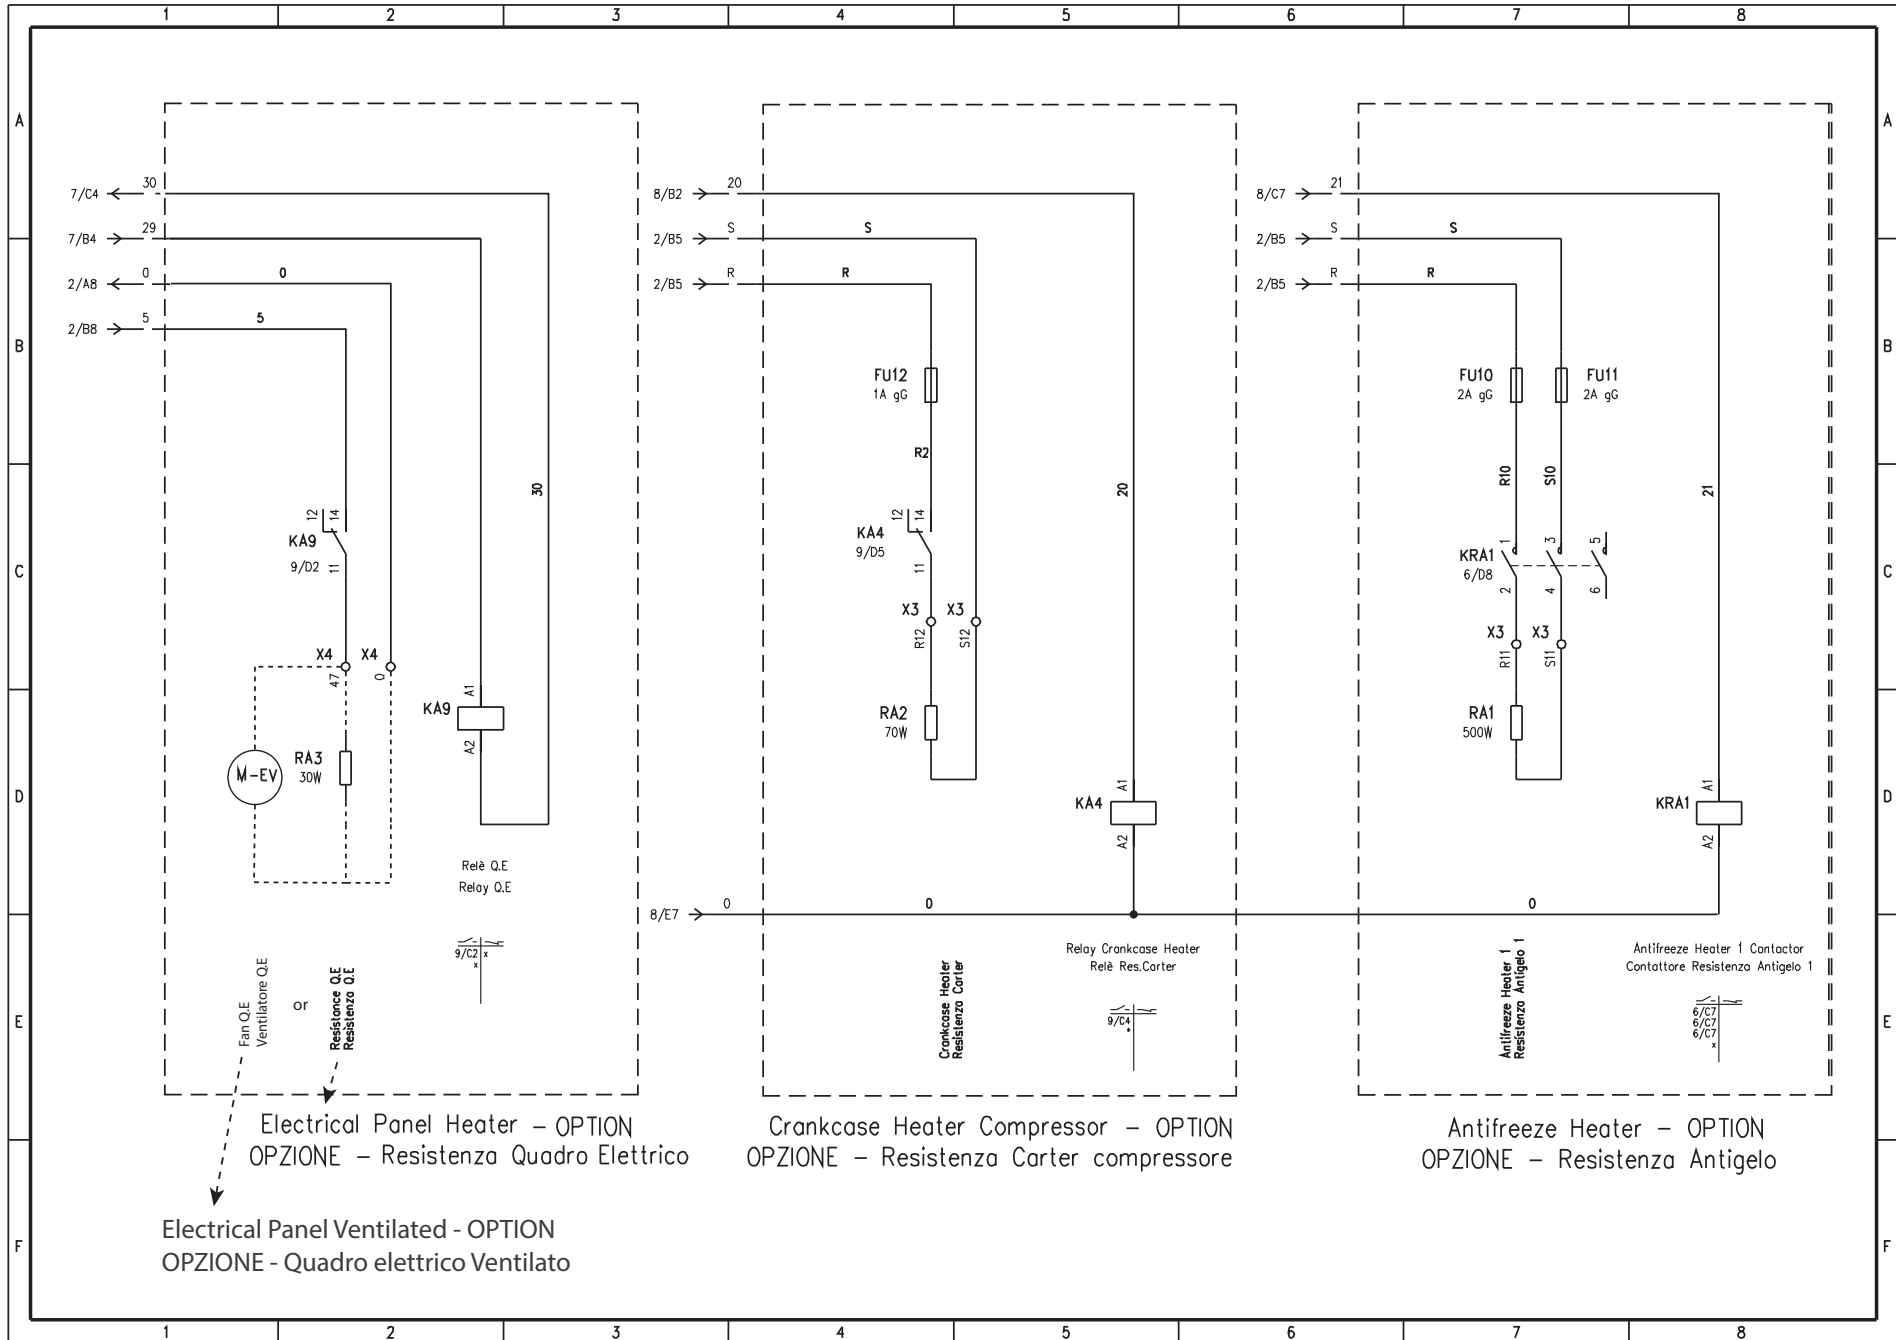 1 2 3 4 5 6 7 8
A A
7/C4 30
7/B4 29
2/A8 0 0
2/B8 5 5
8/B2 20
2/B5 S S
2/B5 R R
8/C7 21
2/B5 S S
2/B5 R R
B B
FU12
1A gG
R2
FU10
2A gG
FU11
2A gG
30
20
R10
S10
21
C C
12 14
KA9
9/D2 11
X4 X4
47 0
12 14
KA4
9/D5
11
X3 X3
R12 S12
1 3 5
KRA1
6/D8
2 4 6
X3 X3
R11 S11
D D
A1
KA9
A2
M-EV
RA3
30W
RA2
70W
A1
KA4
A2
RA1
500W
A1
KRA1
A2
Relè Q.E
Relay Q.E
8/E7 0 0 0
9/C2 x
x
Relay Crankcase Heater
Relè Res.Carter
9/C4
*
Antifreeze Heater 1 Contactor
Contattore Resistenza Antigelo 1
6/C7
6/C7
6/C7
x
E E
Fan Q.E
Ventilatore Q.E
or
Resistance Q.E
Resistenza Q.E
Crankcase Heater
Resistenza Carter
Antifreeze Heater 1
Resistenza Antigelo 1
Electrical Panel Heater - OPTION
OPZIONE - Resistenza Quadro Elettrico
Crankcase Heater Compressor - OPTION
OPZIONE - Resistenza Carter compressore
Antifreeze Heater - OPTION
OPZIONE - Resistenza Antigelo
Electrical Panel Ventilated - OPTION
OPZIONE - Quadro elettrico Ventilato
F F
1 2 3 4 5 6 7 8